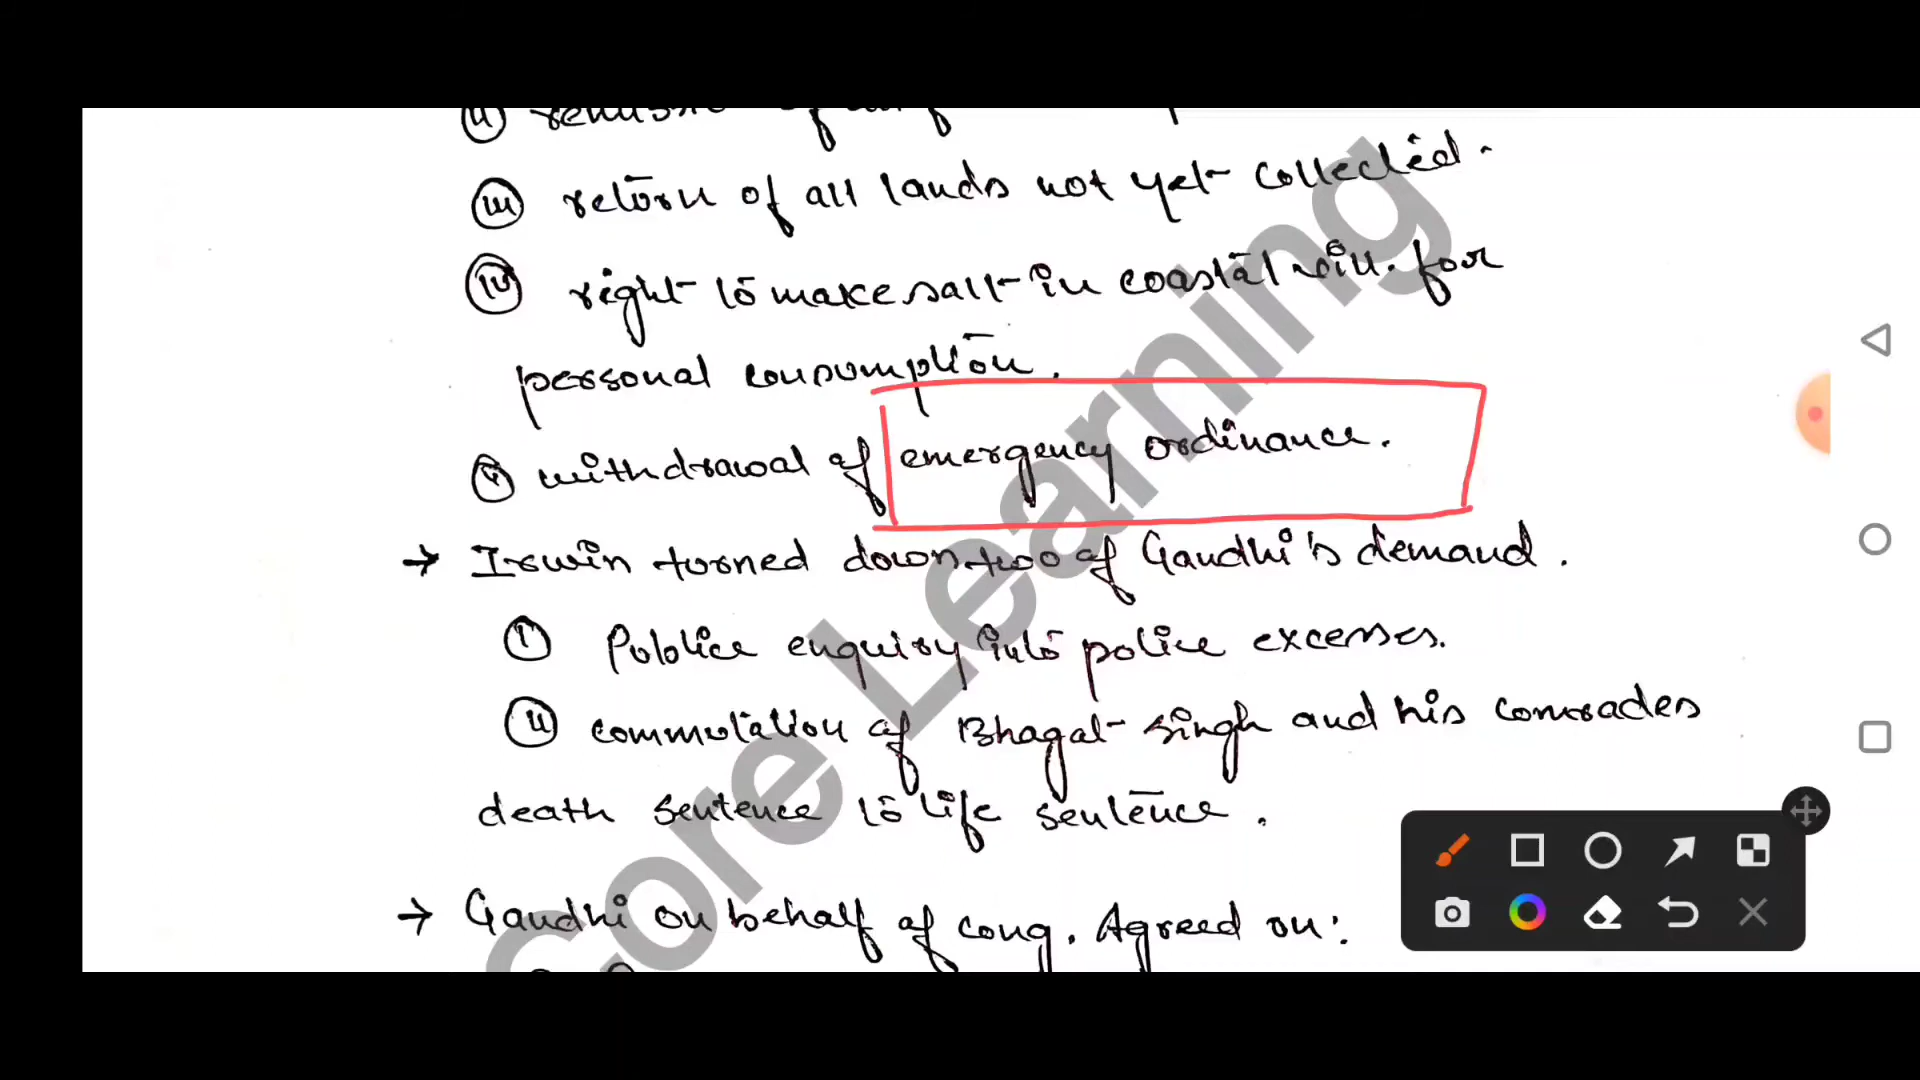 (ii)
(iii) return of all lands not yet collected.
(iv) right to make salt in coastal vill. for
personal consumption.
(v) withdrawal of emergency ordinance.
→ Irwin turned down two of Gandhi's demand.
(i) Publice enquiry into police excesses.
(ii) commutation of Bhagat Singh and his comrades
death sentence to life sentence.
→ Gandhi on behalf of cong. Agreed on:
Core Learning